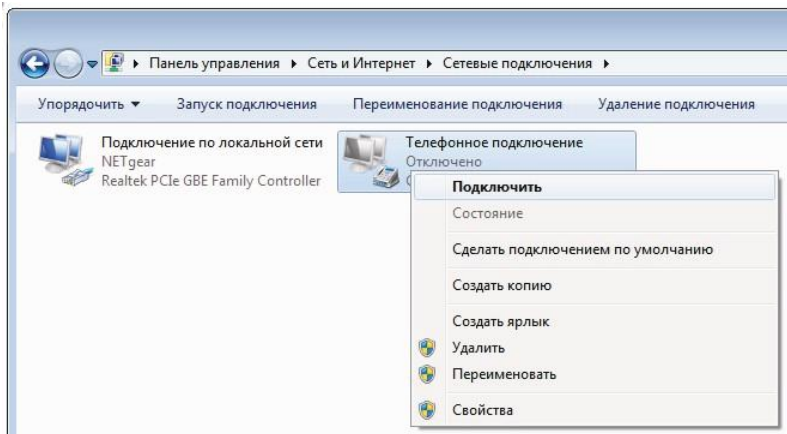 Панель управления Сеть и Интернет Сетевые подключения
Упорядочить Запуск подключения Переименование подключения Удаление подключения
Подключение по локальной сети
NETgear
Realtek PCIe GBE Family Controller
Телефонное подключение
Отключено
Подключить
Состояние
Сделать подключением по умолчанию
Создать копию
Создать ярлык
Удалить
Переименовать
Свойства